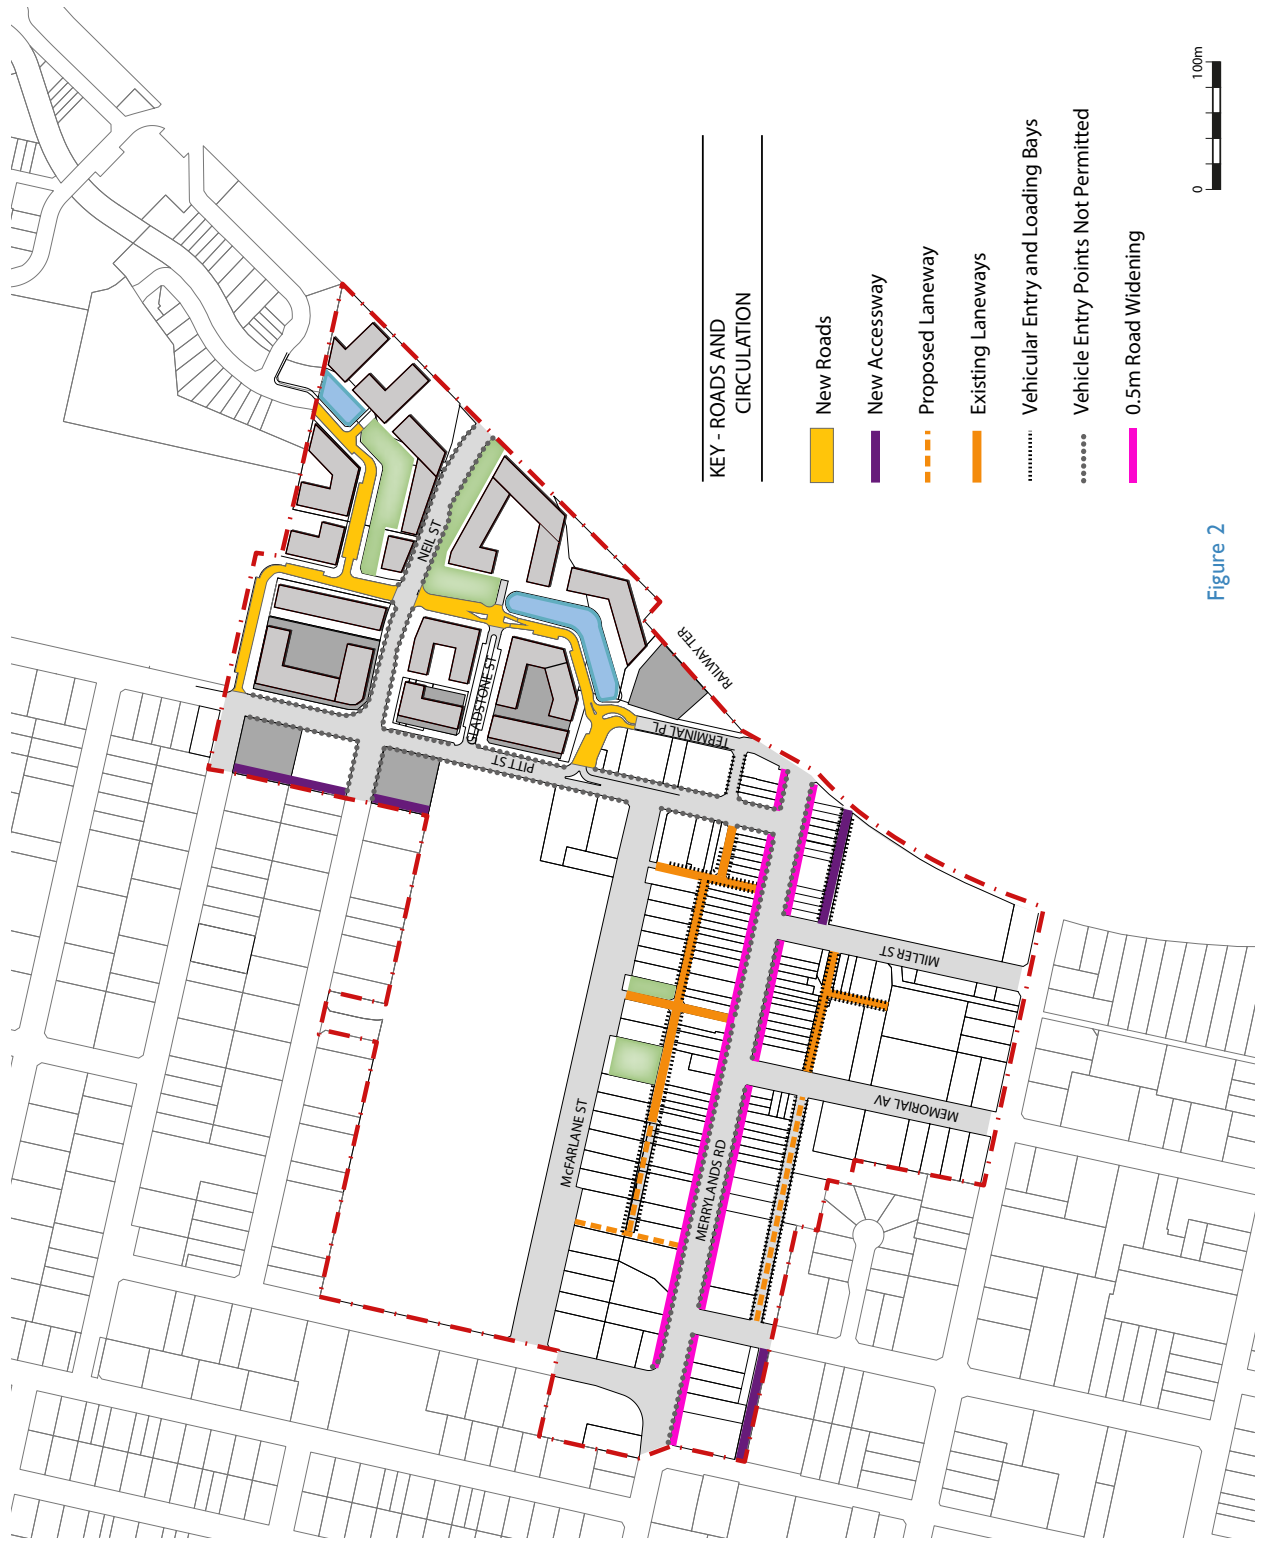 KEY - ROADS AND
CIRCULATION
New Roads
New Accessway
Proposed Laneway
Existing Laneways
Vehicular Entry and Loading Bays
Vehicle Entry Points Not Permitted
0.5m Road Widening
0
100m
Figure 2
NEIL ST
GLADSTONE ST
PITT ST
TERMINAL PL
RAILWAY TER
McFARLANE ST
MERRYLANDS RD
MILLER ST
MEMORIAL AV